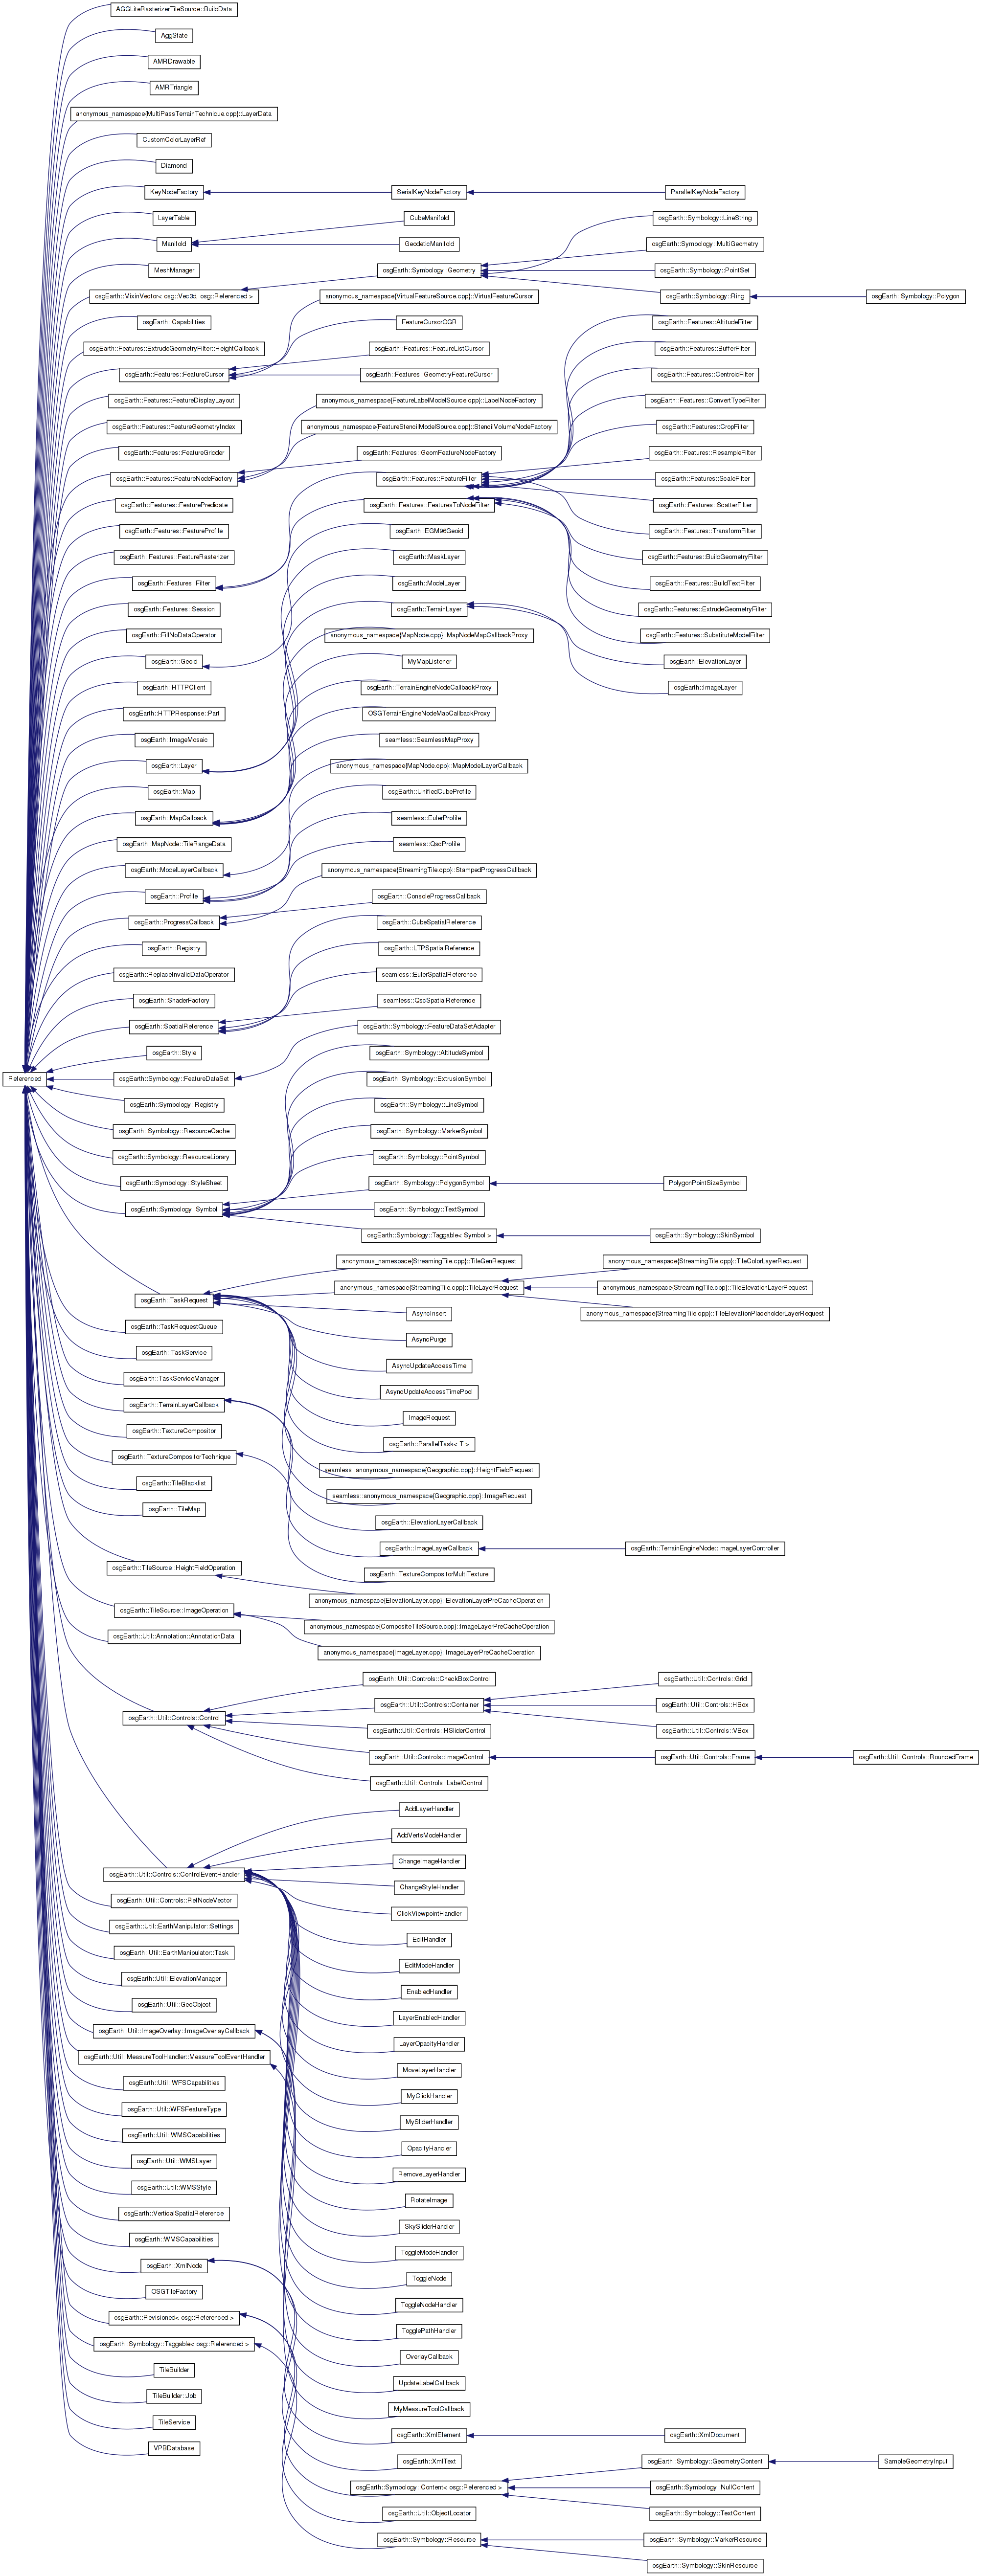 AGGLiteRasterizerTileSource::BuildData
AggState
AMRDrawable
AMRTriangle
anonymous_namespace{MultiPassTerrainTechnique.cpp}::LayerData
CustomColorLayerRef
Diamond
KeyNodeFactory
SerialKeyNodeFactory
ParallelKeyNodeFactory
LayerTable
CubeManifold
osgEarth::Symbology::LineString
Manifold
GeodeticManifold
osgEarth::Symbology::MultiGeometry
MeshManager
osgEarth::Symbology::Geometry
osgEarth::Symbology::PointSet
osgEarth::MixinVector< osg::Vec3d, osg::Referenced >
anonymous_namespace{VirtualFeatureSource.cpp}::VirtualFeatureCursor
osgEarth::Symbology::Ring
osgEarth::Symbology::Polygon
osgEarth::Capabilities
FeatureCursorOGR
osgEarth::Features::AltitudeFilter
osgEarth::Features::ExtrudeGeometryFilter::HeightCallback
osgEarth::Features::FeatureListCursor
osgEarth::Features::BufferFilter
osgEarth::Features::FeatureCursor
osgEarth::Features::GeometryFeatureCursor
osgEarth::Features::CentroidFilter
osgEarth::Features::FeatureDisplayLayout
anonymous_namespace{FeatureLabelModelSource.cpp}::LabelNodeFactory
osgEarth::Features::ConvertTypeFilter
osgEarth::Features::FeatureGeometryIndex
anonymous_namespace{FeatureStencilModelSource.cpp}::StencilVolumeNodeFactory
osgEarth::Features::CropFilter
osgEarth::Features::FeatureGridder
osgEarth::Features::GeomFeatureNodeFactory
osgEarth::Features::ResampleFilter
osgEarth::Features::FeatureNodeFactory
osgEarth::Features::FeatureFilter
osgEarth::Features::ScaleFilter
osgEarth::Features::FeaturePredicate
osgEarth::Features::FeaturesToNodeFilter
osgEarth::Features::ScatterFilter
osgEarth::Features::FeatureProfile
osgEarth::EGM96Geoid
osgEarth::Features::TransformFilter
osgEarth::Features::FeatureRasterizer
osgEarth::MaskLayer
osgEarth::Features::BuildGeometryFilter
osgEarth::Features::Filter
osgEarth::ModelLayer
osgEarth::Features::BuildTextFilter
osgEarth::Features::Session
osgEarth::TerrainLayer
osgEarth::Features::ExtrudeGeometryFilter
osgEarth::FillNoDataOperator
anonymous_namespace{MapNode.cpp}::MapNodeMapCallbackProxy
osgEarth::Features::SubstituteModelFilter
osgEarth::Geoid
MyMapListener
osgEarth::ElevationLayer
osgEarth::HTTPClient
osgEarth::TerrainEngineNodeCallbackProxy
osgEarth::ImageLayer
osgEarth::HTTPResponse::Part
OSGTerrainEngineNodeMapCallbackProxy
osgEarth::ImageMosaic
seamless::SeamlessMapProxy
osgEarth::Layer
anonymous_namespace{MapNode.cpp}::MapModelLayerCallback
osgEarth::Map
osgEarth::UnifiedCubeProfile
osgEarth::MapCallback
seamless::EulerProfile
osgEarth::MapNode::TileRangeData
seamless::QscProfile
osgEarth::ModelLayerCallback
anonymous_namespace{StreamingTile.cpp}::StampedProgressCallback
osgEarth::Profile
osgEarth::ConsoleProgressCallback
osgEarth::ProgressCallback
osgEarth::CubeSpatialReference
osgEarth::Registry
osgEarth::LTPSpatialReference
osgEarth::ReplaceInvalidDataOperator
seamless::EulerSpatialReference
osgEarth::ShaderFactory
seamless::QscSpatialReference
osgEarth::SpatialReference
osgEarth::Symbology::FeatureDataSetAdapter
osgEarth::Style
osgEarth::Symbology::AltitudeSymbol
Referenced
osgEarth::Symbology::FeatureDataSet
osgEarth::Symbology::ExtrusionSymbol
osgEarth::Symbology::Registry
osgEarth::Symbology::LineSymbol
osgEarth::Symbology::ResourceCache
osgEarth::Symbology::MarkerSymbol
osgEarth::Symbology::ResourceLibrary
osgEarth::Symbology::PointSymbol
osgEarth::Symbology::StyleSheet
osgEarth::Symbology::PolygonSymbol
PolygonPointSizeSymbol
osgEarth::Symbology::Symbol
osgEarth::Symbology::TextSymbol
osgEarth::Symbology::Taggable< Symbol >
osgEarth::Symbology::SkinSymbol
anonymous_namespace{StreamingTile.cpp}::TileGenRequest
anonymous_namespace{StreamingTile.cpp}::TileColorLayerRequest
anonymous_namespace{StreamingTile.cpp}::TileLayerRequest
anonymous_namespace{StreamingTile.cpp}::TileElevationLayerRequest
osgEarth::TaskRequest
AsyncInsert
anonymous_namespace{StreamingTile.cpp}::TileElevationPlaceholderLayerRequest
osgEarth::TaskRequestQueue
AsyncPurge
osgEarth::TaskService
AsyncUpdateAccessTime
osgEarth::TaskServiceManager
AsyncUpdateAccessTimePool
osgEarth::TerrainLayerCallback
ImageRequest
osgEarth::TextureCompositor
osgEarth::ParallelTask< T >
osgEarth::TextureCompositorTechnique
seamless::anonymous_namespace{Geographic.cpp}::HeightFieldRequest
osgEarth::TileBlacklist
seamless::anonymous_namespace{Geographic.cpp}::ImageRequest
osgEarth::TileMap
osgEarth::ElevationLayerCallback
osgEarth::ImageLayerCallback
osgEarth::TerrainEngineNode::ImageLayerController
osgEarth::TileSource::HeightFieldOperation
osgEarth::TextureCompositorMultiTexture
anonymous_namespace{ElevationLayer.cpp}::ElevationLayerPreCacheOperation
osgEarth::TileSource::ImageOperation
anonymous_namespace{CompositeTileSource.cpp}::ImageLayerPreCacheOperation
osgEarth::Util::Annotation::AnnotationData
anonymous_namespace{ImageLayer.cpp}::ImageLayerPreCacheOperation
osgEarth::Util::Controls::CheckBoxControl
osgEarth::Util::Controls::Grid
osgEarth::Util::Controls::Container
osgEarth::Util::Controls::HBox
osgEarth::Util::Controls::Control
osgEarth::Util::Controls::HSliderControl
osgEarth::Util::Controls::VBox
osgEarth::Util::Controls::ImageControl
osgEarth::Util::Controls::Frame
osgEarth::Util::Controls::RoundedFrame
osgEarth::Util::Controls::LabelControl
AddLayerHandler
AddVertsModeHandler
ChangeImageHandler
osgEarth::Util::Controls::ControlEventHandler
ChangeStyleHandler
osgEarth::Util::Controls::RefNodeVector
ClickViewpointHandler
osgEarth::Util::EarthManipulator::Settings
EditHandler
osgEarth::Util::EarthManipulator::Task
EditModeHandler
osgEarth::Util::ElevationManager
EnabledHandler
osgEarth::Util::GeoObject
LayerEnabledHandler
osgEarth::Util::ImageOverlay::ImageOverlayCallback
LayerOpacityHandler
osgEarth::Util::MeasureToolHandler::MeasureToolEventHandler
MoveLayerHandler
osgEarth::Util::WFSCapabilities
MyClickHandler
osgEarth::Util::WFSFeatureType
MySliderHandler
osgEarth::Util::WMSCapabilities
OpacityHandler
osgEarth::Util::WMSLayer
RemoveLayerHandler
osgEarth::Util::WMSStyle
RotateImage
osgEarth::VerticalSpatialReference
SkySliderHandler
osgEarth::WMSCapabilities
ToggleModeHandler
osgEarth::XmlNode
ToggleNode
OSGTileFactory
ToggleNodeHandler
osgEarth::Revisioned< osg::Referenced >
TogglePathHandler
osgEarth::Symbology::Taggable< osg::Referenced >
OverlayCallback
TileBuilder
UpdateLabelCallback
TileBuilder::Job
MyMeasureToolCallback
TileService
osgEarth::XmlElement
osgEarth::XmlDocument
VPBDatabase
osgEarth::XmlText
osgEarth::Symbology::GeometryContent
SampleGeometryInput
osgEarth::Symbology::Content< osg::Referenced >
osgEarth::Symbology::NullContent
osgEarth::Util::ObjectLocator
osgEarth::Symbology::TextContent
osgEarth::Symbology::Resource
osgEarth::Symbology::MarkerResource
osgEarth::Symbology::SkinResource